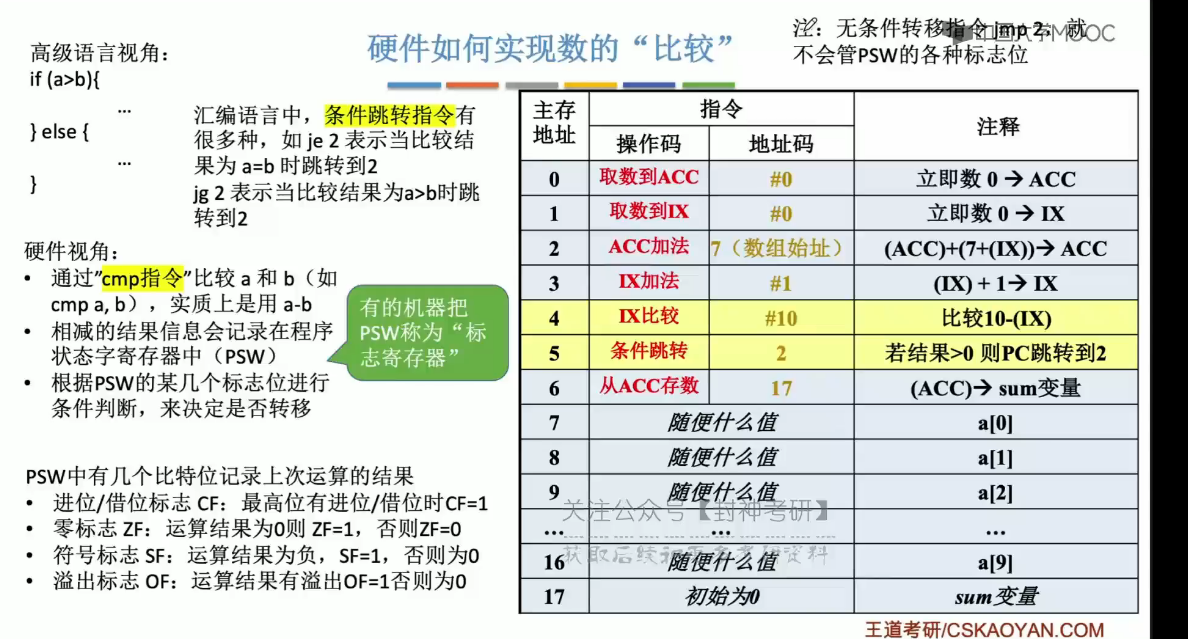 硬件如何实现数的“比较”
注：无条件转移指令 jmp 2，就
不会管PSW的各种标志位
中国大学MOOC
高级语言视角：
if (a>b){
...
} else {
...
}
汇编语言中，条件跳转指令有
很多种，如 je 2 表示当比较结
果为 a=b 时跳转到2
jg 2 表示当比较结果为a>b时跳
转到2
硬件视角：
• 通过”cmp指令”比较 a 和 b（如
cmp a, b），实质上是用 a-b
• 相减的结果信息会记录在程序
状态字寄存器中（PSW）
• 根据PSW的某几个标志位进行
条件判断，来决定是否转移
有的机器把
PSW称为“标
志寄存器”
PSW中有几个比特位记录上次运算的结果
• 进位/借位标志 CF：最高位有进位/借位时CF=1
• 零标志 ZF：运算结果为0则 ZF=1，否则ZF=0
• 符号标志 SF：运算结果为负，SF=1，否则为0
• 溢出标志 OF：运算结果有溢出OF=1否则为0
主存地址 指令 注释
操作码 地址码
0 取数到ACC #0 立即数 0 → ACC
1 取数到IX #0 立即数 0 → IX
2 ACC加法 7（数组始址） (ACC)+(7+(IX))→ ACC
3 IX加法 #1 (IX) + 1→ IX
4 IX比较 #10 比较10-(IX)
5 条件跳转 2 若结果>0 则PC跳转到2
6 从ACC存数 17 (ACC)→ sum变量
7 随便什么值 a[0]
8 随便什么值 a[1]
9 随便什么值 a[2]
关注公众号【封神考研】
... ... ...
获取后续
16 随便什么值 a[9]
17 初始为0 sum变量
王道考研/CSKAOYAN.COM